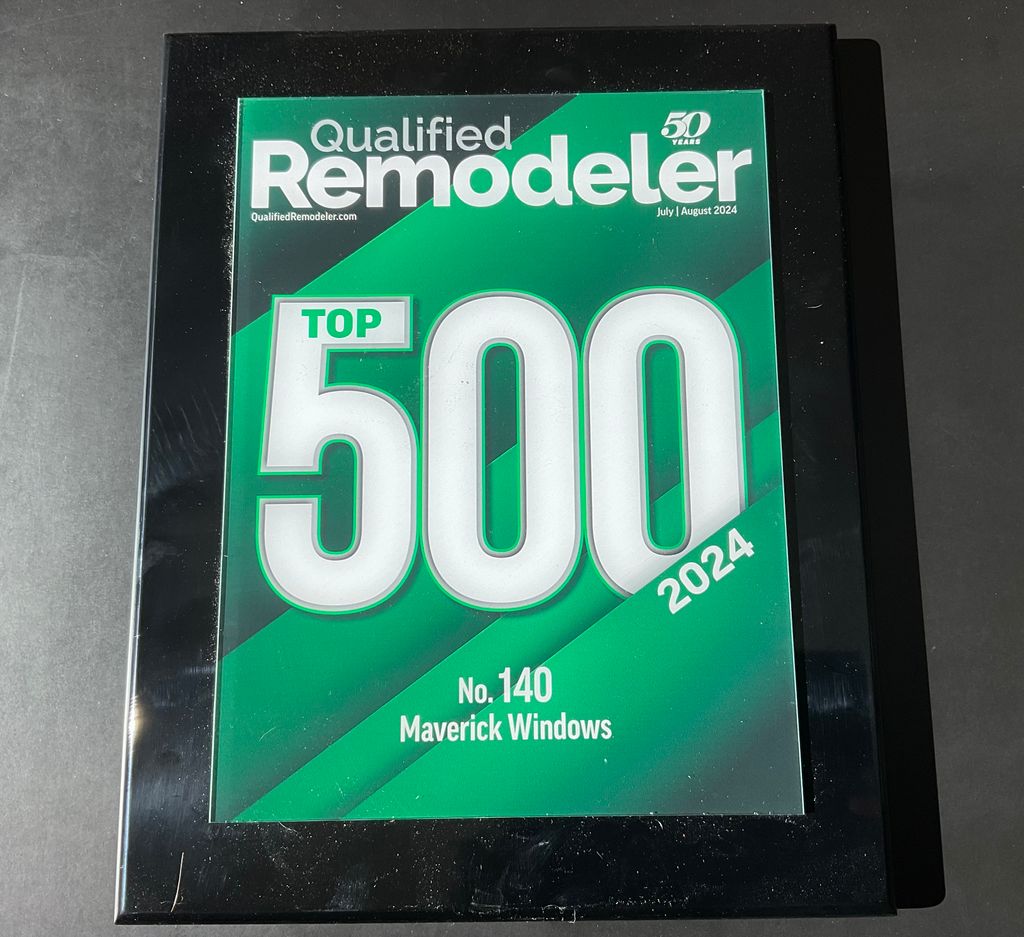 Qualified
Remodeler
50
YEARS
QualifiedRemodeler.com
July | August 2024
TOP
500
2024
No. 140
Maverick Windows